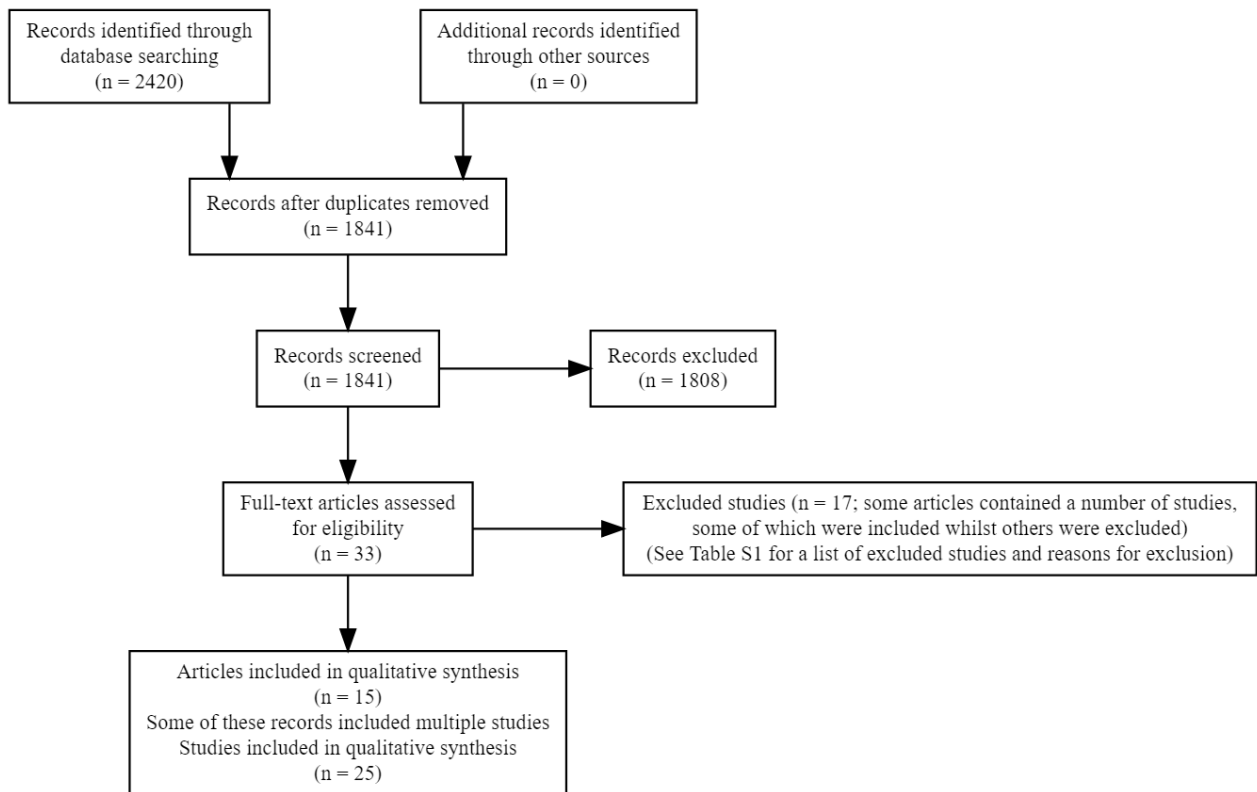 Records identified through
database searching
(n = 2420)
Additional records identified
through other sources
(n = 0)
Records after duplicates removed
(n = 1841)
Records screened
(n = 1841)
Records excluded
(n = 1808)
Full-text articles assessed
for eligibility
(n = 33)
Excluded studies (n = 17; some articles contained a number of studies,
some of which were included whilst others were excluded)
(See Table S1 for a list of excluded studies and reasons for exclusion)
Articles included in qualitative synthesis
(n = 15)
Some of these records included multiple studies
Studies included in qualitative synthesis
(n = 25)